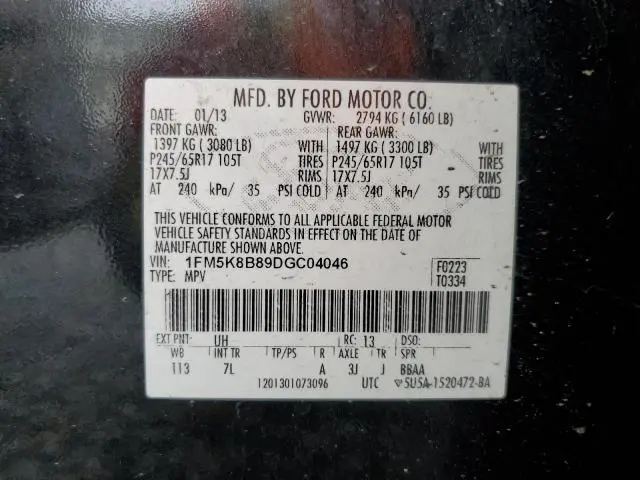 MFD. BY FORD MOTOR CO.
DATE: 01/13 GVWR: 2794 KG ( 6160 LB)
FRONT GAWR: REAR GAWR:
1397 KG ( 3080 LB) WITH 1497 KG ( 3300 LB) WITH
P245/65R17 105T TIRES P245/65R17 105T TIRES
17X7.5J RIMS 17X7.5J RIMS
AT 240 kPa/ 35 PSI COLD AT 240 kPa/ 35 PSI COLD
THIS VEHICLE CONFORMS TO ALL APPLICABLE FEDERAL MOTOR
VEHICLE SAFETY STANDARDS IN EFFECT ON THE DATE OF
MANUFACTURE SHOWN ABOVE.
VIN: 1FM5K8B89DGC04046 F0223
TYPE: MPV T0334
EXT PNT: UH RC: 13 DSO:
WB INT TR TP/PS R AXLE TR SPR
113 7L A 3J J BBAA
1201301073096 UTC 5U5A-1520472-BA